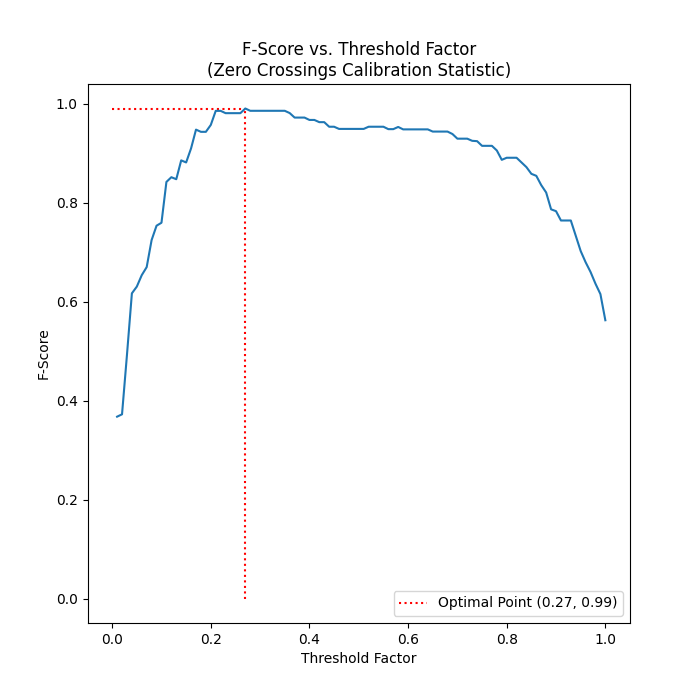 F-Score vs. Threshold Factor
(Zero Crossings Calibration Statistic)
1.0
0.8
0.6
0.4
0.2
0.0
F-Score
Optimal Point (0.27, 0.99)
0.0 0.2 0.4 0.6 0.8 1.0
Threshold Factor